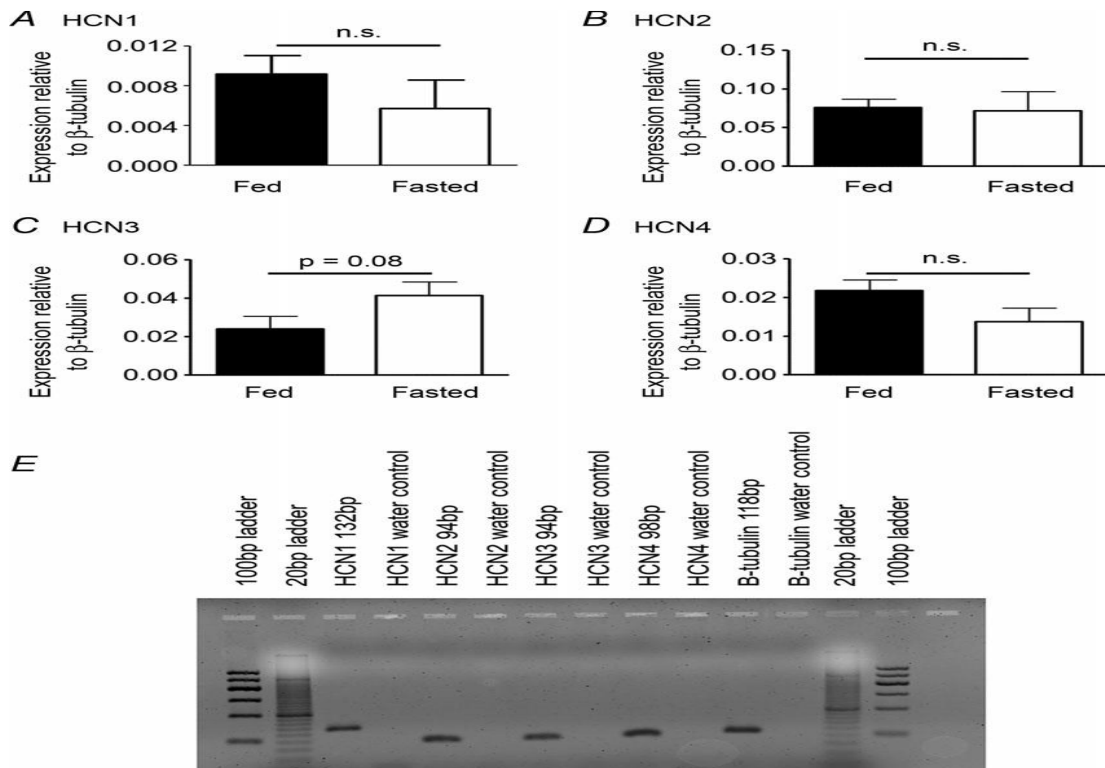 A HCN1
n.s.
Expression relative
to β-tubulin
0.012
0.008
0.004
0.000
Fed Fasted
B HCN2
n.s.
Expression relative
to β-tubulin
0.15
0.10
0.05
0.00
Fed Fasted
C HCN3
p = 0.08
Expression relative
to β-tubulin
0.06
0.04
0.02
0.00
Fed Fasted
D HCN4
n.s.
Expression relative
to β-tubulin
0.03
0.02
0.01
0.00
Fed Fasted
E
100bp ladder
20bp ladder
HCN1 132bp
HCN1 water control
HCN2 94bp
HCN2 water control
HCN3 94bp
HCN3 water control
HCN4 98bp
HCN4 water control
B-tubulin 118bp
B-tubulin water control
20bp ladder
100bp ladder